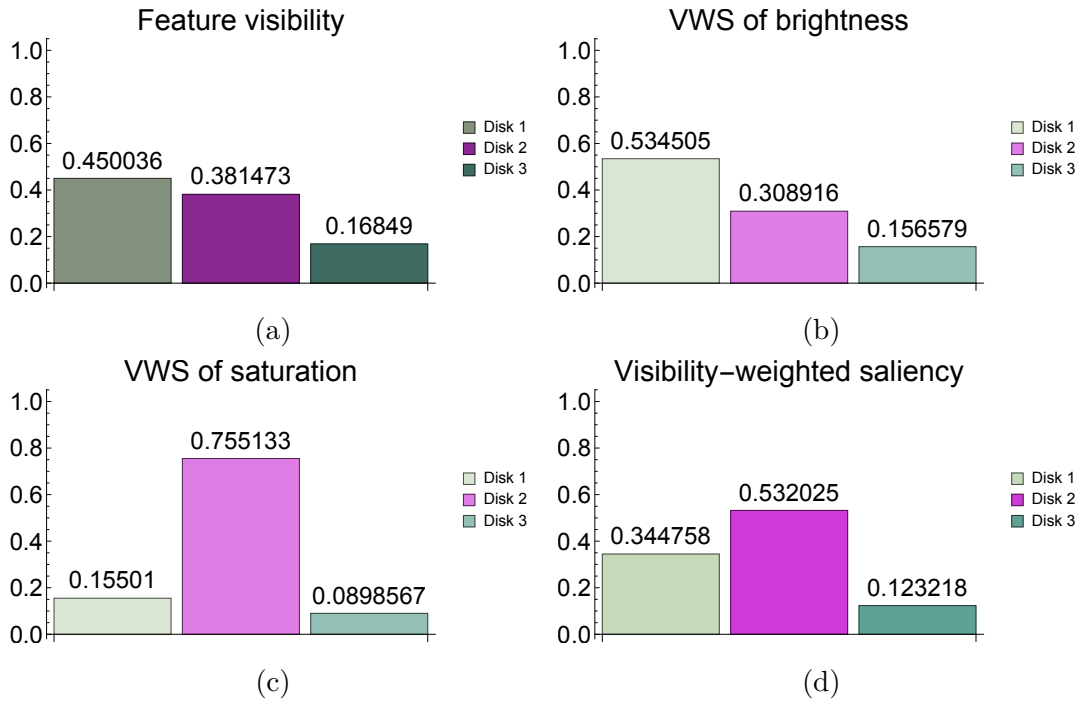 Feature visibility
1.0
0.8
0.6
0.4
0.2
0.0
0.450036
0.381473
0.16849
Disk 1
Disk 2
Disk 3
(a)
VWS of brightness
1.0
0.8
0.6
0.4
0.2
0.0
0.534505
0.308916
0.156579
Disk 1
Disk 2
Disk 3
(b)
VWS of saturation
1.0
0.8
0.6
0.4
0.2
0.0
0.15501
0.755133
0.0898567
Disk 1
Disk 2
Disk 3
(c)
Visibility−weighted saliency
1.0
0.8
0.6
0.4
0.2
0.0
0.344758
0.532025
0.123218
Disk 1
Disk 2
Disk 3
(d)